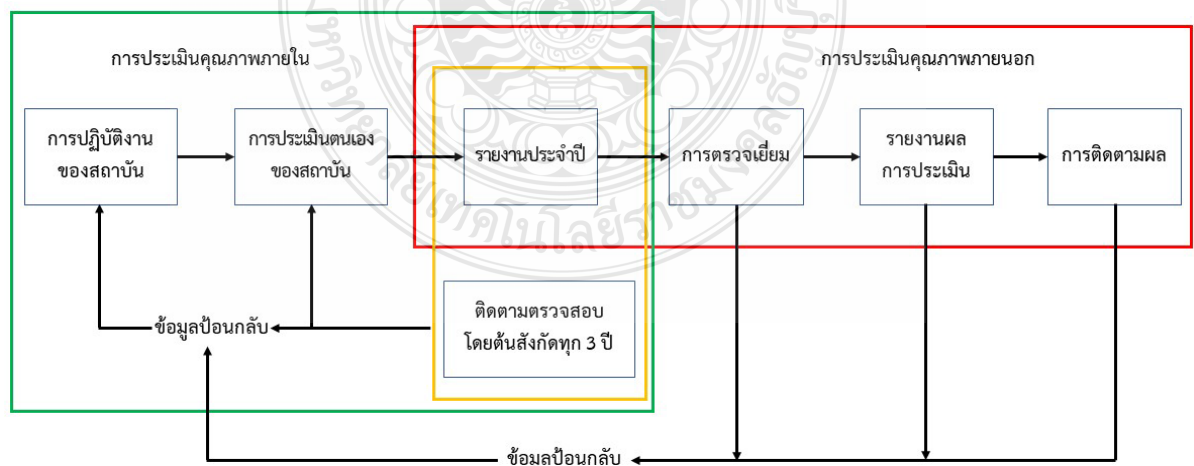 การประเมินคุณภาพภายใน
การประเมินคุณภาพภายนอก
การปฏิบัติงาน
ของสถาบัน
การประเมินตนเอง
ของสถาบัน
รายงานประจำปี
การตรวจเยี่ยม
รายงานผล
การประเมิน
การติดตามผล
ติดตามตรวจสอบ
โดยต้นสังกัดทุก 3 ปี
ข้อมูลป้อนกลับ
ข้อมูลป้อนกลับ